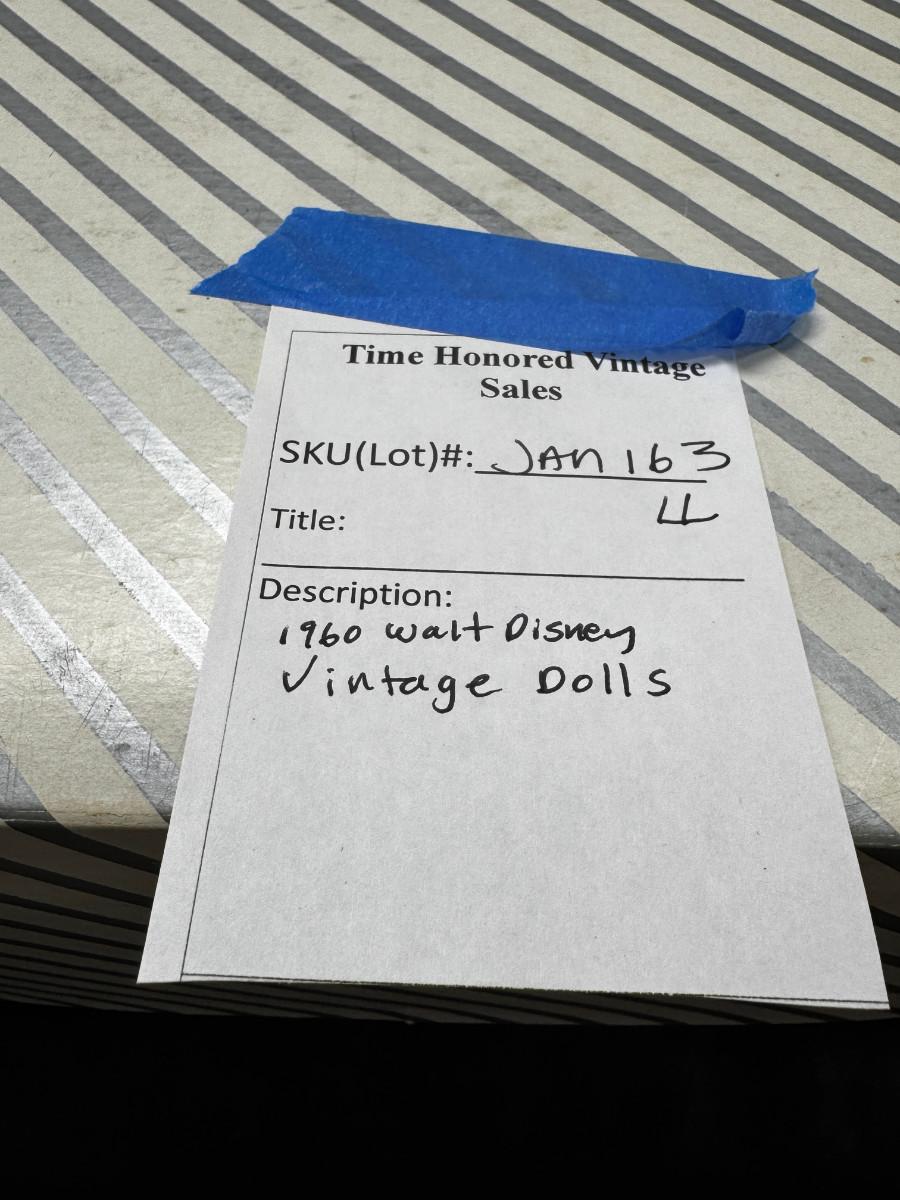 Time Honored Vintage
Sales
SKU(Lot)#: JAN 163
LL
Title:
Description:
1960 Walt Disney
Vintage Dolls